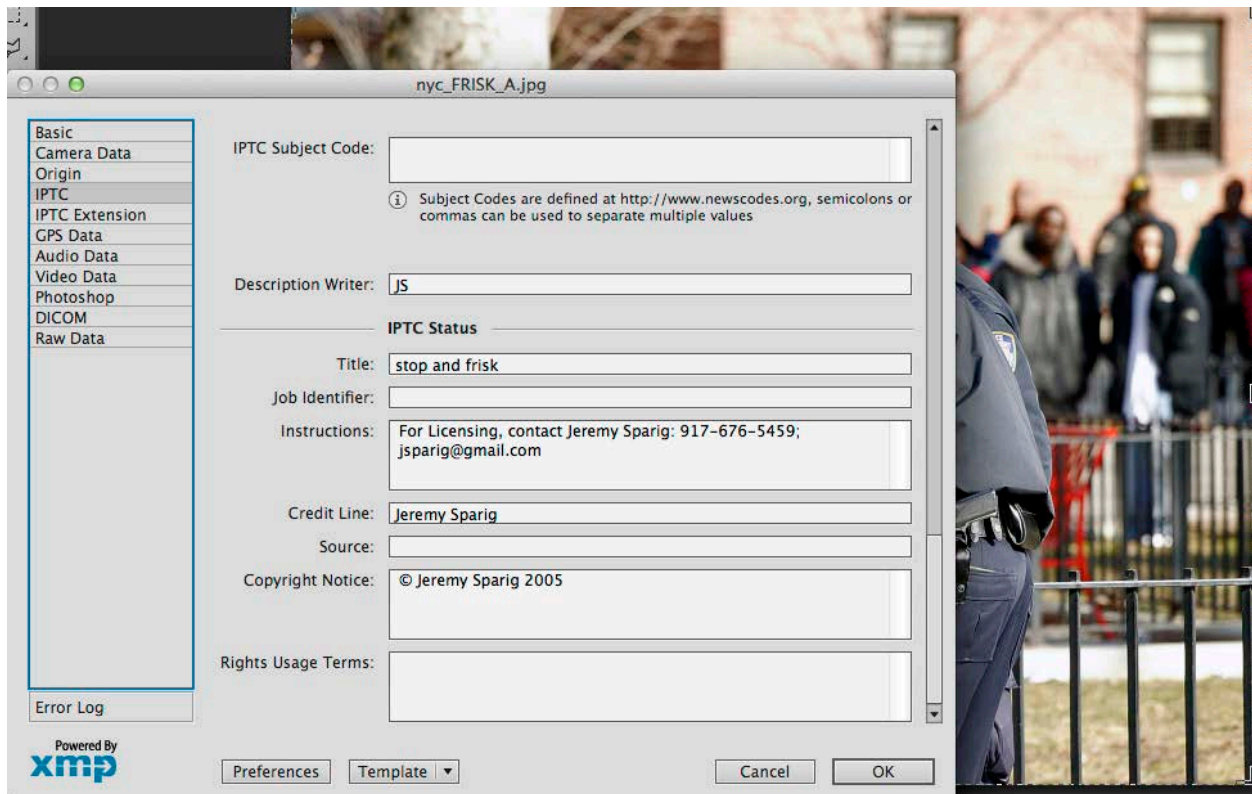 nyc_FRISK_A.jpg
Basic
Camera Data
Origin
IPTC
IPTC Extension
GPS Data
Audio Data
Video Data
Photoshop
DICOM
Raw Data
Error Log
Powered By
xmp
IPTC Subject Code:
Subject Codes are defined at http://www.newscodes.org, semicolons or
commas can be used to separate multiple values
Description Writer: JS
IPTC Status
Title: stop and frisk
Job Identifier:
Instructions: For Licensing, contact Jeremy Sparig: 917-676-5459;
jsparig@gmail.com
Credit Line: Jeremy Sparig
Source:
Copyright Notice: © Jeremy Sparig 2005
Rights Usage Terms:
Preferences Template Cancel OK